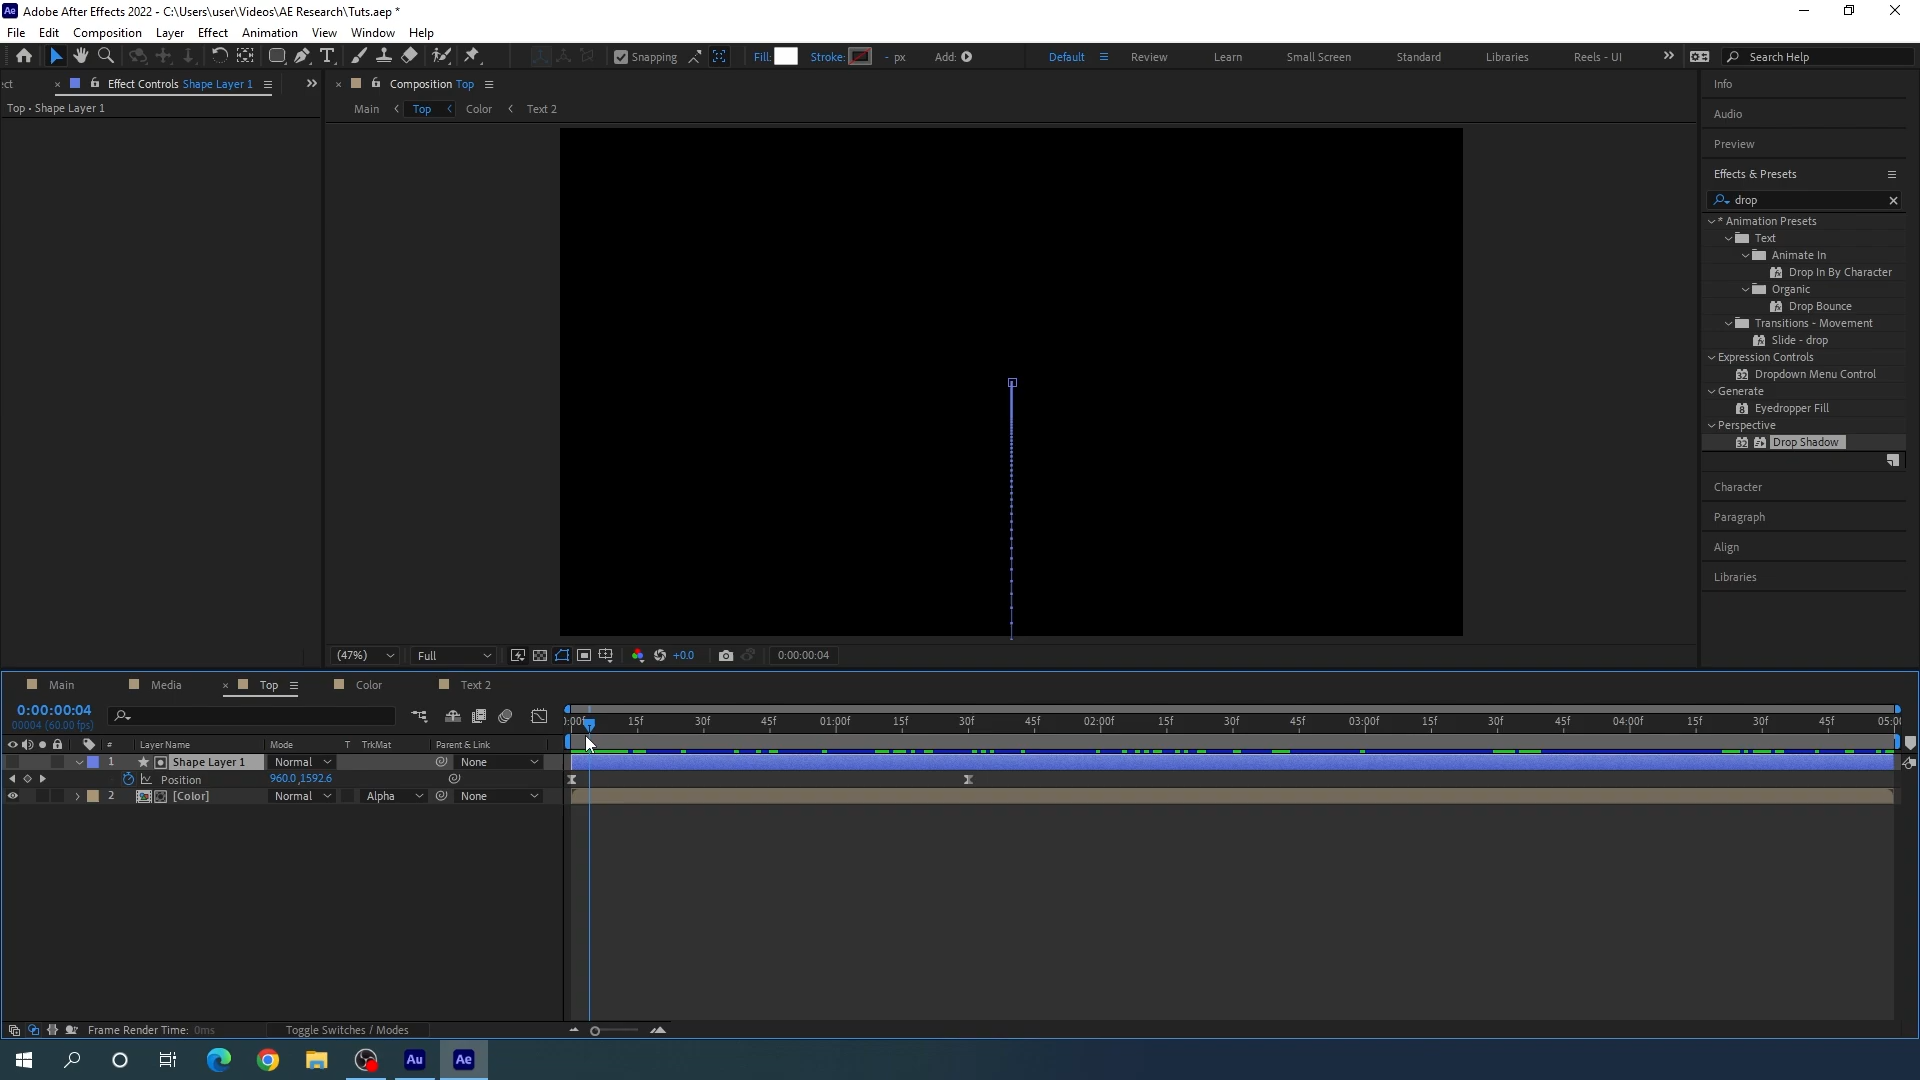 Ae Adobe After Effects 2022 - C:\Users\user\Videos\AE Research\Tuts.aep *
File Edit Composition Layer Effect Animation View Window Help
Snapping Fill: Stroke: - px Add: Default Review Learn Small Screen Standard Libraries Reels - UI Search Help
ct Effect Controls Shape Layer 1
Top • Shape Layer 1
Composition Top
Main Top Color Text 2
Info
Audio
Preview
Effects & Presets
drop
* Animation Presets
Text
Animate In
Drop In By Character
Organic
Drop Bounce
Transitions - Movement
Slide - drop
Expression Controls
32 Dropdown Menu Control
Generate
8 Eyedropper Fill
Perspective
32 Drop Shadow
Character
Paragraph
Align
Libraries
(47%) Full +0.0 0:00:00:04
Main Media Top Color Text 2
0:00:00:04
00004 (60.00 fps)
):00f 15f 30f 45f 01:00f 15f 30f 45f 02:00f 15f 30f 45f 03:00f 15f 30f 45f 04:00f 15f 30f 45f 05:0
# Layer Name Mode T TrkMat Parent & Link
1 Shape Layer 1 Normal None
Position 960.0 ,1592.6
2 [Color] Normal Alpha None
Frame Render Time: 0ms Toggle Switches / Modes
Au Ae